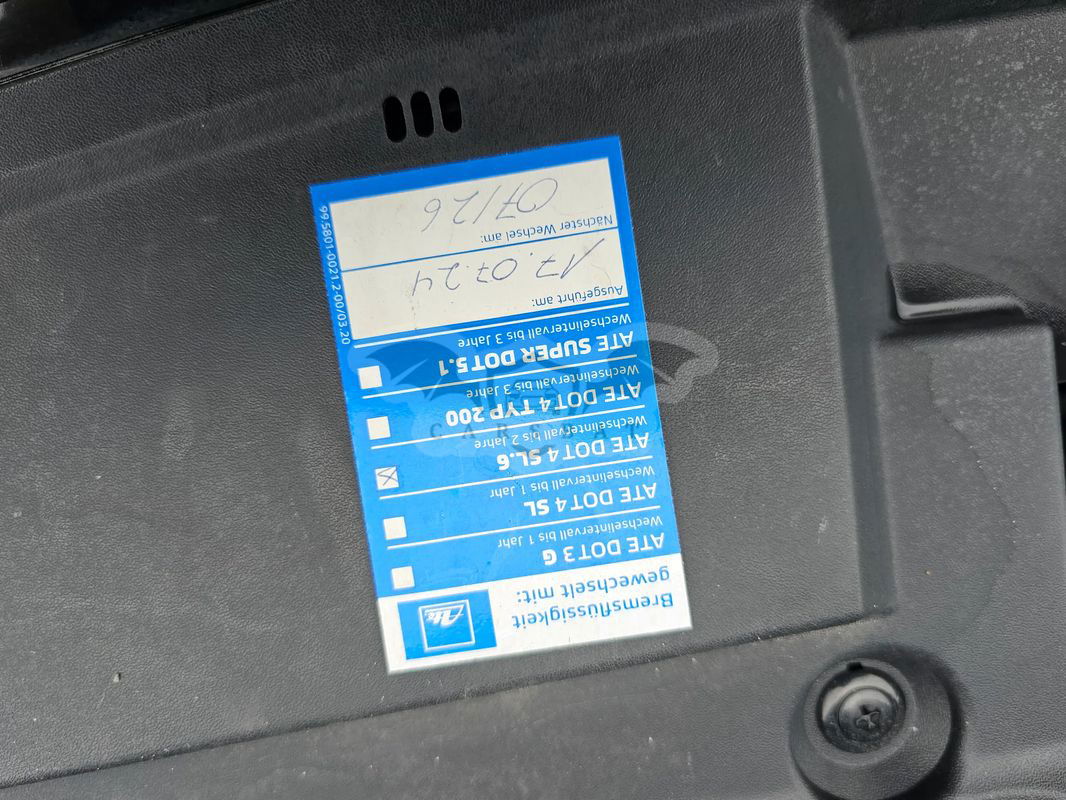 Bremsflüssigkeit
gewechselt mit:
Ate
ATE DOT 3 G
Wechselintervall bis 1 Jahr
ATE DOT 4 SL
Wechselintervall bis 1 Jahr
ATE DOT 4 SL.6
Wechselintervall bis 2 Jahre
ATE DOT 4 TYP 200
Wechselintervall bis 3 Jahre
ATE SUPER DOT 5.1
Wechselintervall bis 3 Jahre
Ausgeführt am:
17.07.24
Nächster Wechsel am:
07/26
99.5801-0021.2-00/03.20